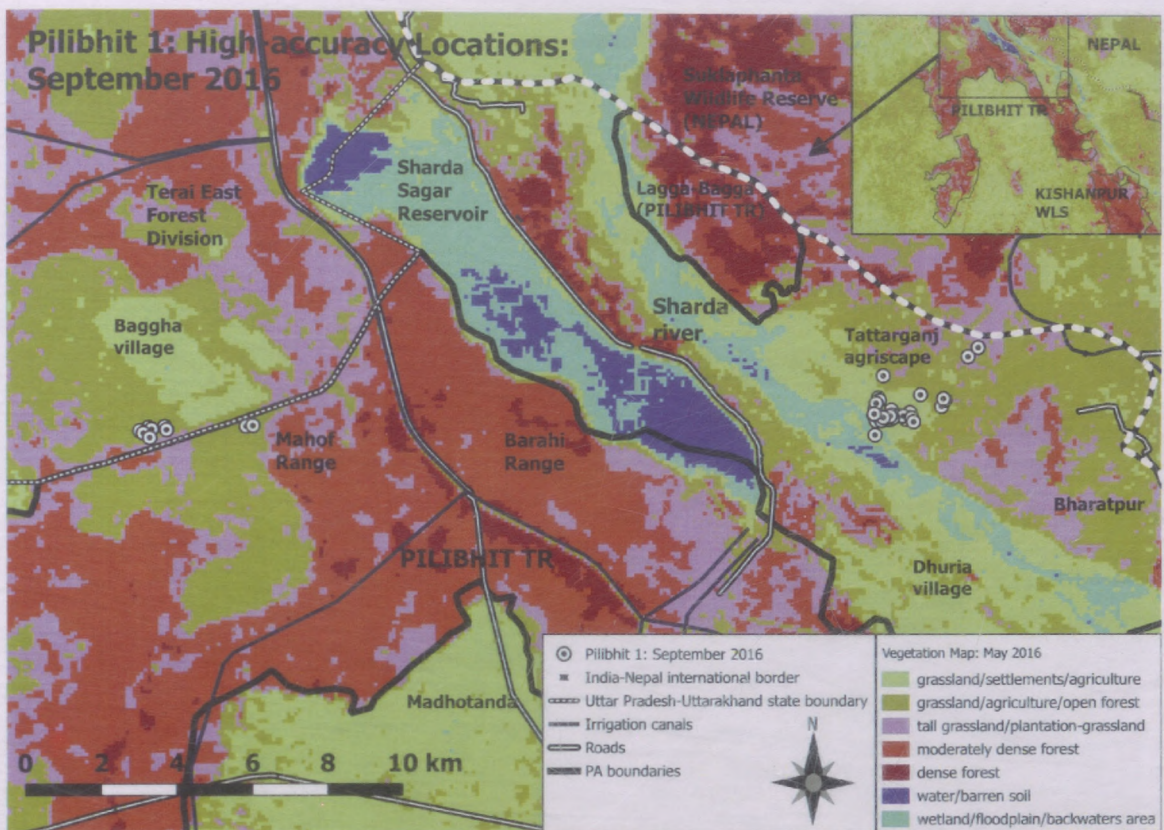 Pilibhit 1: High-accuracy Locations:
September 2016
Suklaphanta
Wildlife Reserve
(NEPAL)
NEPAL
PILIBHIT TR
KISHANPUR
WLS
Terai East
Forest
Division
Sharda
Sagar
Reservoir
Lagga-Bagga
(PILIBHIT TR)
Baggha
village
Sharda
river
Tattarganj
agriscape
Mahof
Range
Barahi
Range
Bharatpur
PILIBHIT TR
Dhuria
village
Madhotanda
0 2 4 6 8 10 km
Pilibhit 1: September 2016
India-Nepal international border
Uttar Pradesh-Uttarakhand state boundary
Irrigation canals
Roads
PA boundaries
N
Vegetation Map: May 2016
grassland/settlements/agriculture
grassland/agriculture/open forest
tall grassland/plantation-grassland
moderately dense forest
dense forest
water/barren soil
wetland/floodplain/backwaters area